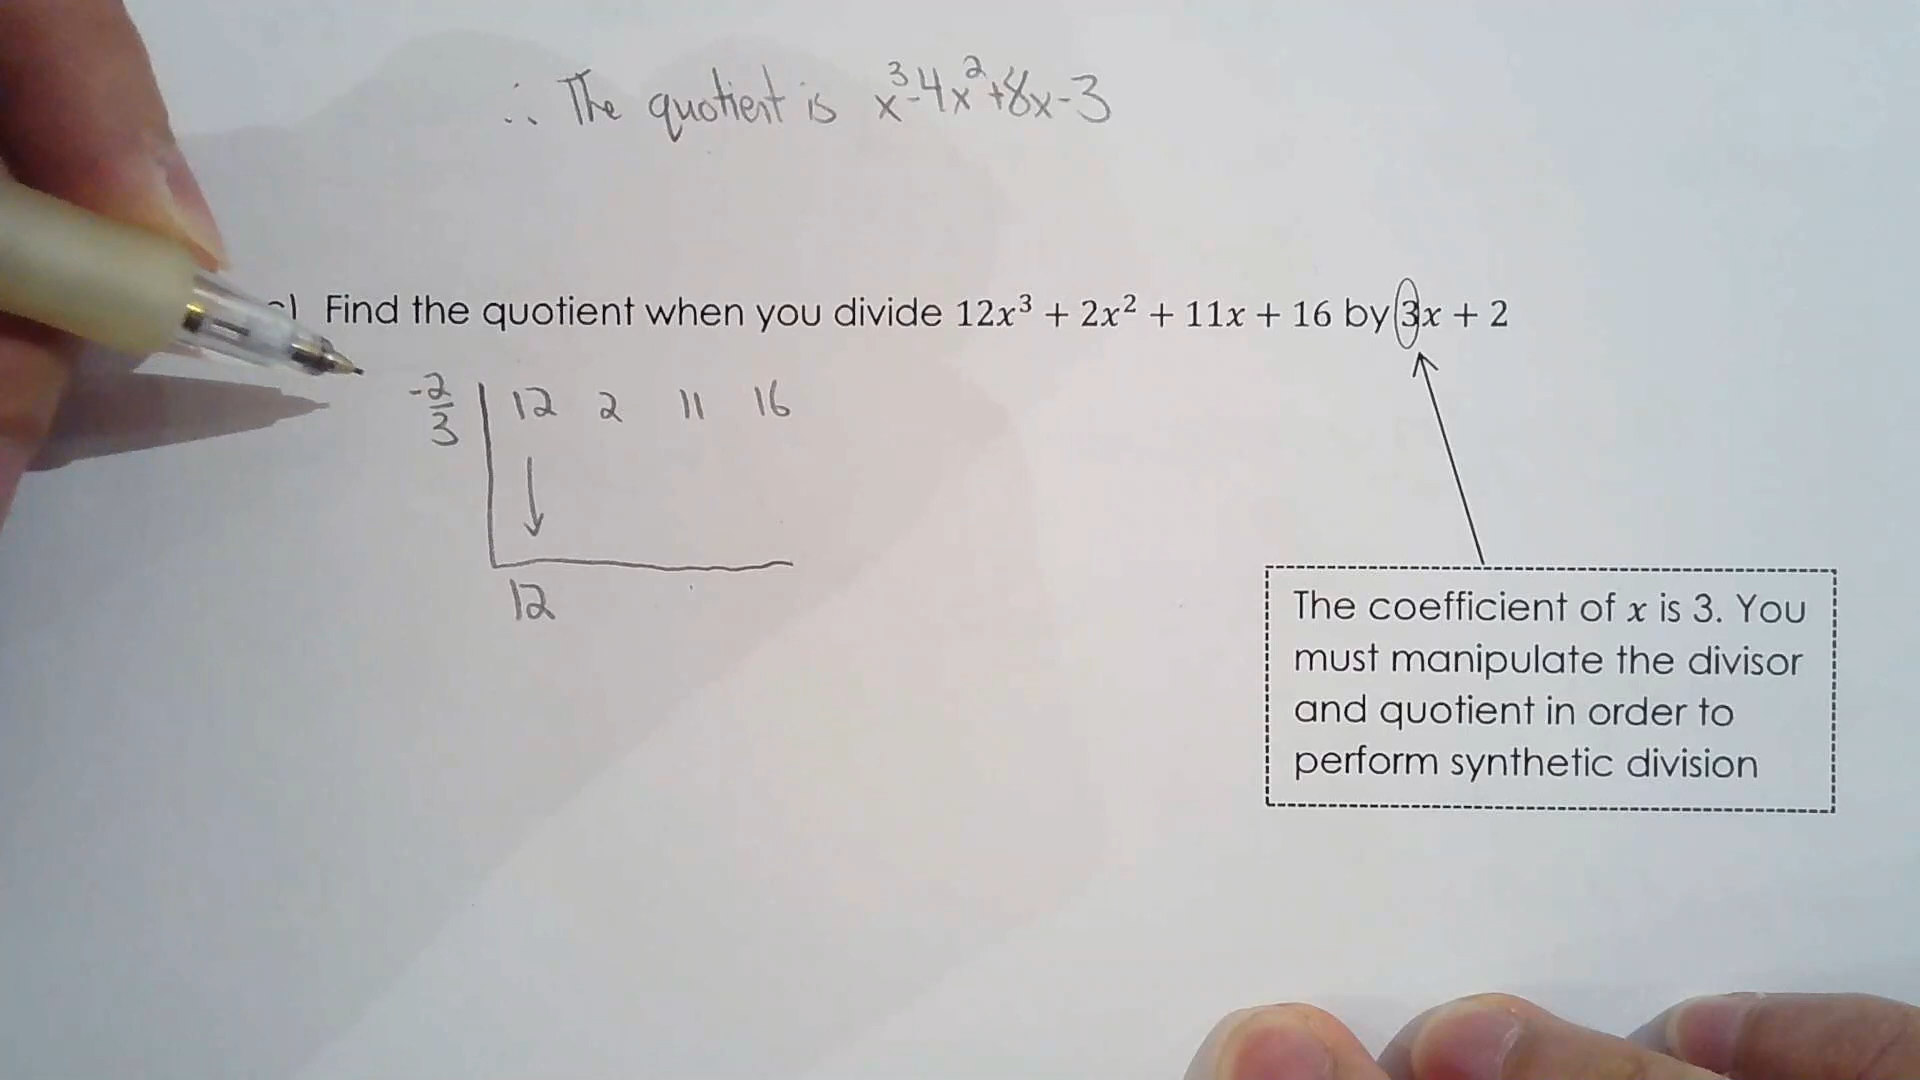 ∴ The quotient is x³-4x²+8x-3
Find the quotient when you divide 12x³ + 2x² + 11x + 16 by 3x + 2
-2/3 | 12 2 11 16
↓
12
The coefficient of x is 3. You
must manipulate the divisor
and quotient in order to
perform synthetic division